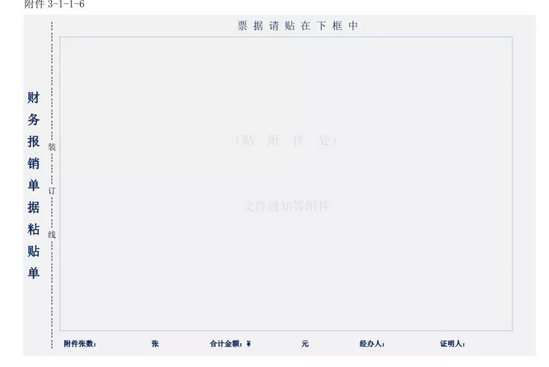 附件 3-1-1-6
票据请贴在下框中
财务报销单据粘贴单
装订线
（贴 附 件 处）
文件通知等附件
附件张数： 张 合计金额：¥ 元 经办人： 证明人：